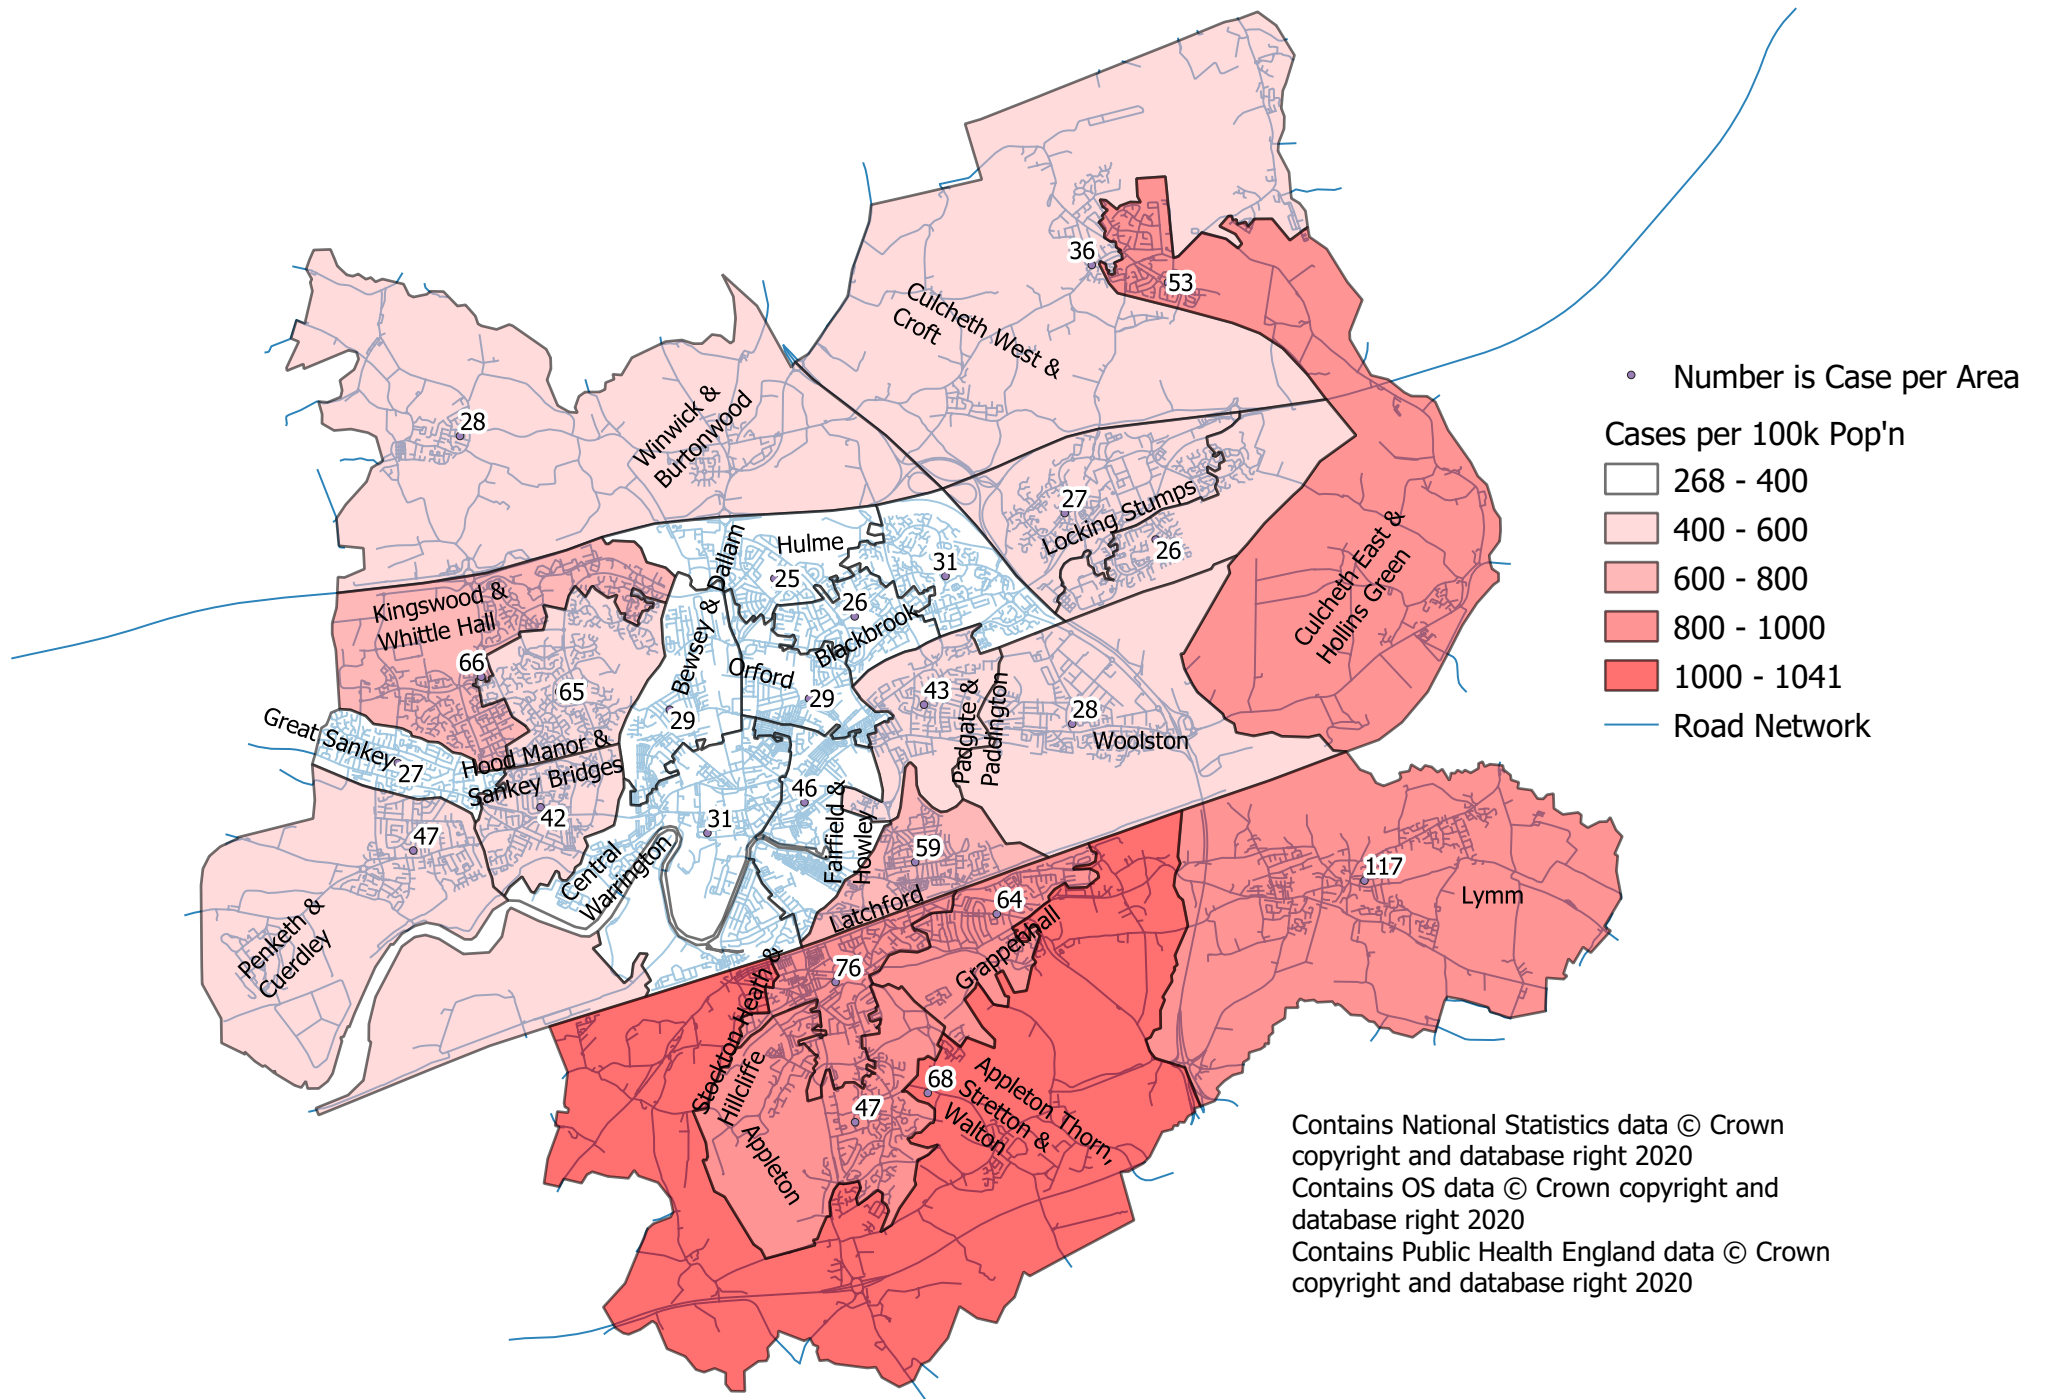 36
53
Culcheth West &
Croft
28
Winwick &
Burtonwood
Number is Case per Area
Cases per 100k Pop'n
268 - 400
400 - 600
600 - 800
800 - 1000
1000 - 1041
Road Network
27
Locking Stumps
26
Culcheth East &
Hollins Green
Hulme
25
31
26
Blackbrook
Bewsey & Dallam
Orford
29
29
Kingswood &
Whittle Hall
66
65
Great Sankey
27
Hood Manor &
Sankey Bridges
42
47
Penketh &
Cuerdley
43
Padgate &
Paddington
28
Woolston
46
Fairfield &
Howley
31
Central
Warrington
59
Latchford
64
Grappenhall
117
Lymm
76
Stockton Heath &
Hillcliffe
47
Appleton
68
Appleton Thorn,
Stretton &
Walton
Contains National Statistics data © Crown
copyright and database right 2020
Contains OS data © Crown copyright and
database right 2020
Contains Public Health England data © Crown
copyright and database right 2020